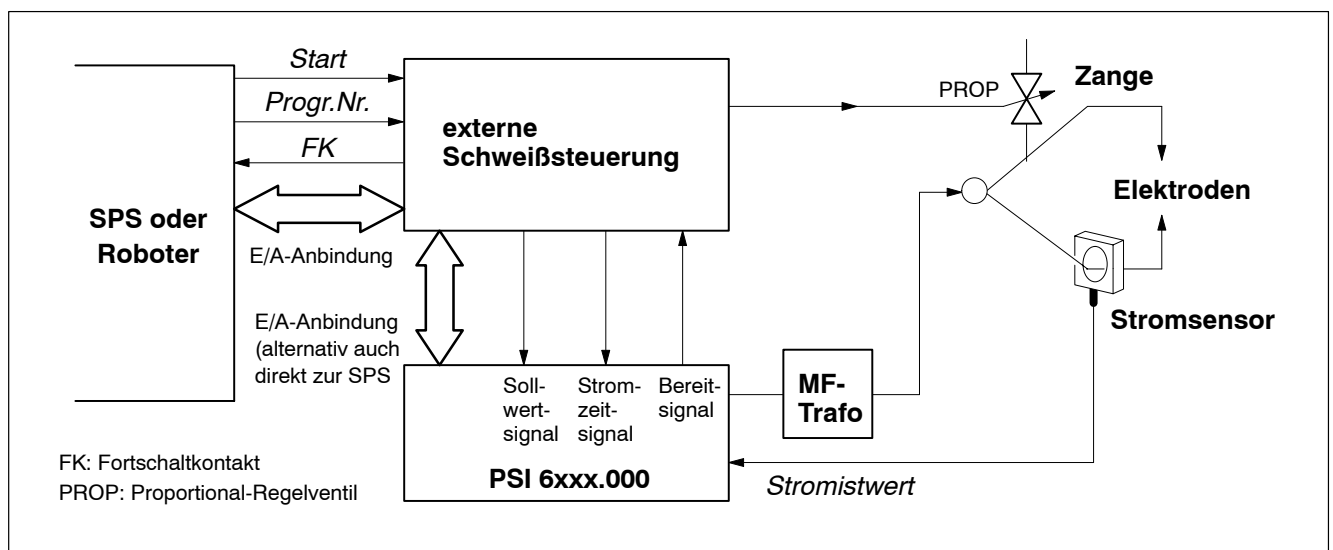 Start
Progr.Nr.
FK
SPS oder
Roboter
E/A-Anbindung
externe
Schweißsteuerung
PROP
Zange
Elektroden
Stromsensor
E/A-Anbindung
(alternativ auch
direkt zur SPS
Soll-
wert-
signal
Strom-
zeit-
signal
Bereit-
signal
PSI 6xxx.000
MF-
Trafo
Stromistwert
FK: Fortschaltkontakt
PROP: Proportional-Regelventil